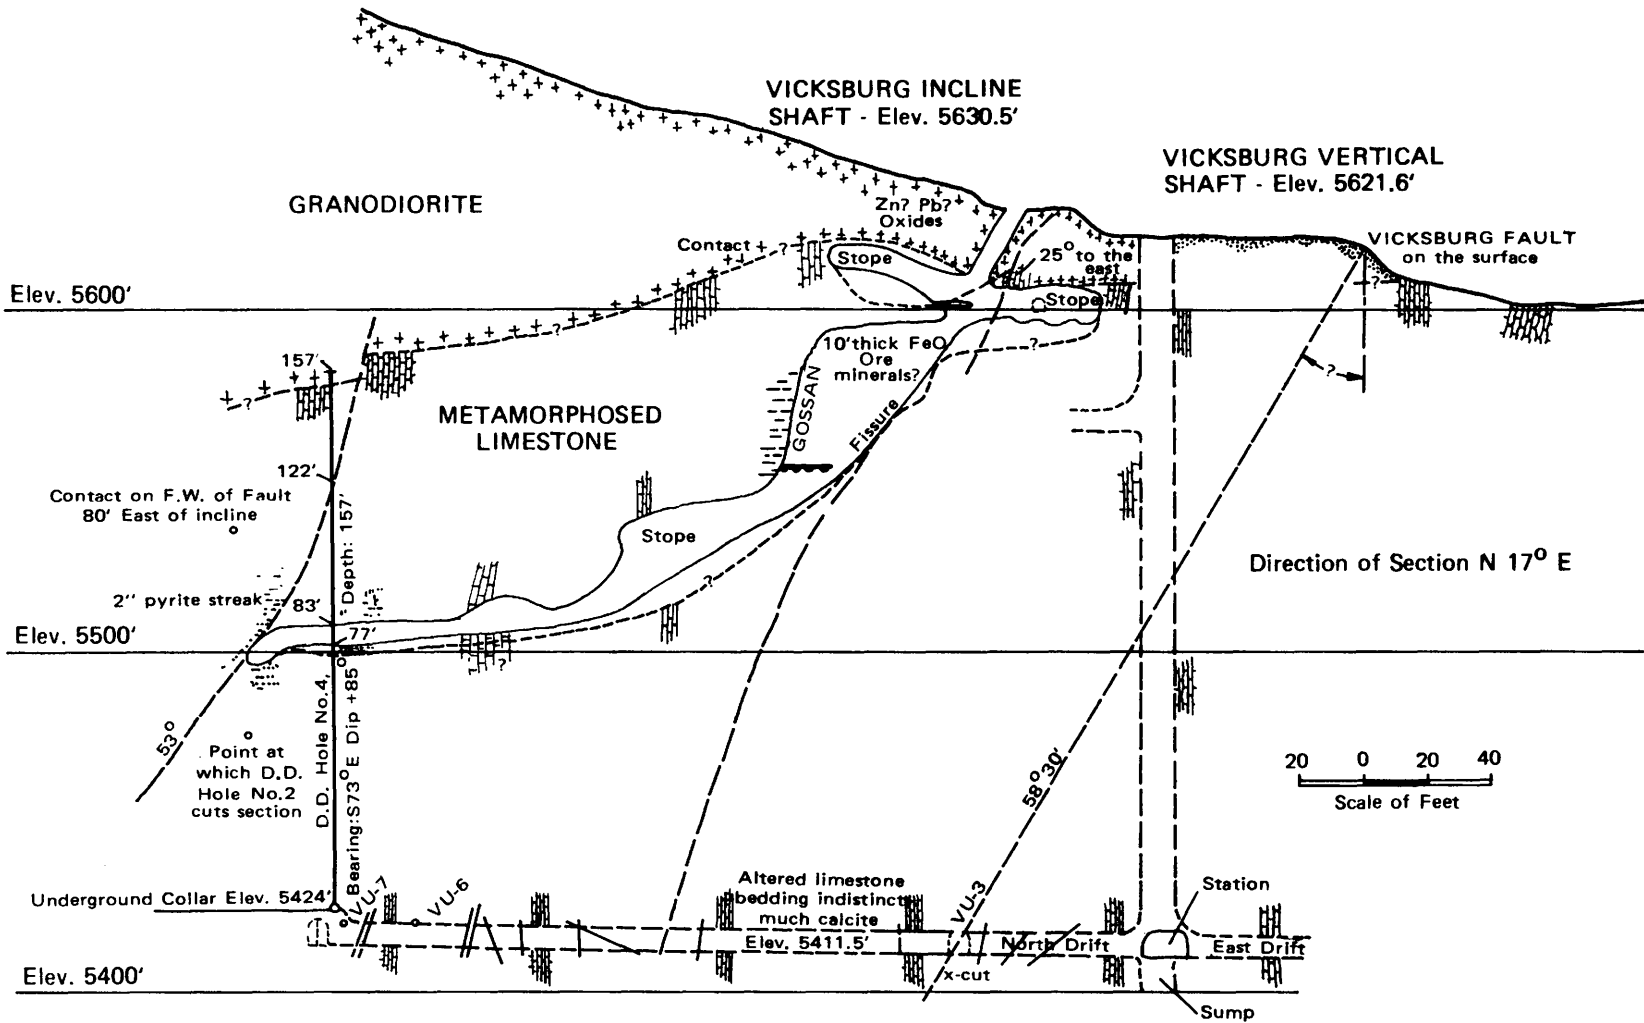 VICKSBURG INCLINE
SHAFT - Elev. 5630.5'
VICKSBURG VERTICAL
SHAFT - Elev. 5621.6'
GRANODIORITE
Zn? Pb?
Oxides
Contact
?
Stope
25° to the
east
VICKSBURG FAULT
on the surface
?
Elev. 5600'
Stope
?
157'
10' thick FeO
Ore
minerals?
?
?
?
METAMORPHOSED
LIMESTONE
GOSSAN
Fissure
122'
Contact on F.W. of Fault
80' East of incline
Depth: 157'
Stope
Direction of Section N 17° E
2" pyrite streak
83'
?
Elev. 5500'
77'
?
53°
Point at
which D.D.
Hole No.2
cuts section
D.D. Hole No.4,
Bearing:S73°E Dip +85°
58° 30'
20 0 20 40
Scale of Feet
Underground Collar Elev. 5424'
VU-7
VU-6
Altered limestone
bedding indistinct
much calcite
Elev. 5411.5'
VU-3
North Drift
Station
East Drift
x-cut
Elev. 5400'
Sump